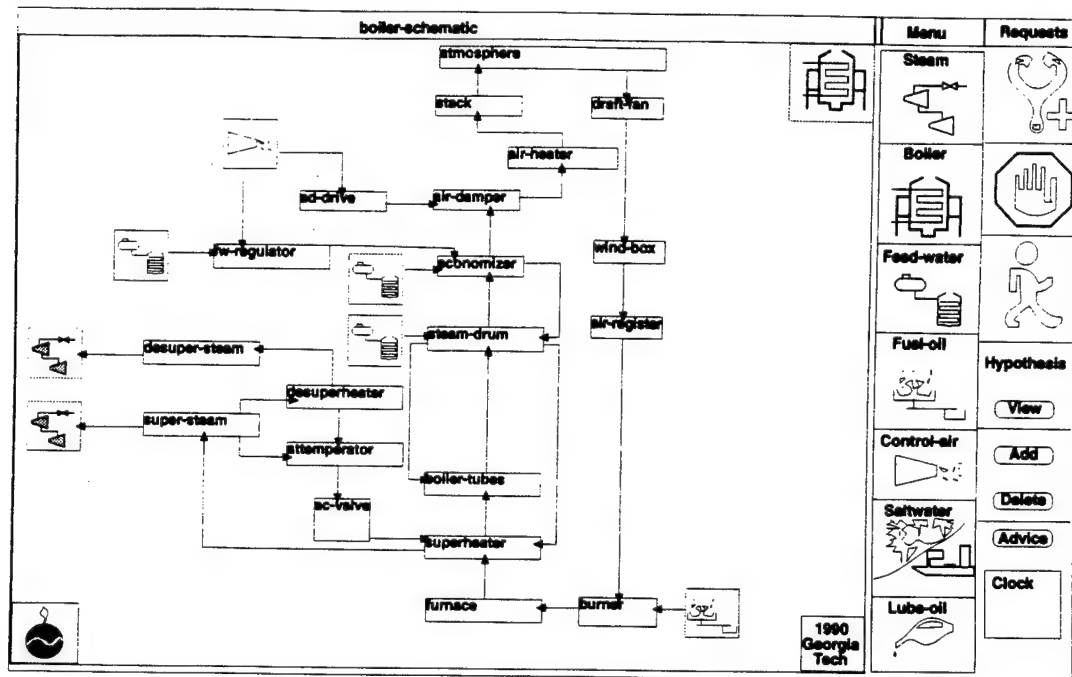 boiler-schematic
Menu
Requests
atmosphere
Steam
stack
draft-fan
air-heater
Boiler
ad-drive
air-damper
fw-regulator
economizer
wind-box
Feed-water
steam-drum
air-register
desuper-steam
Fuel-oil
Hypothesis
desuperheater
View
super-steam
attemperator
Control-air
Add
boiler-tubes
sc-valve
Delete
Saltwater
superheater
Advice
Clock
furnace
burner
Lube-oil
1990
Georgia
Tech